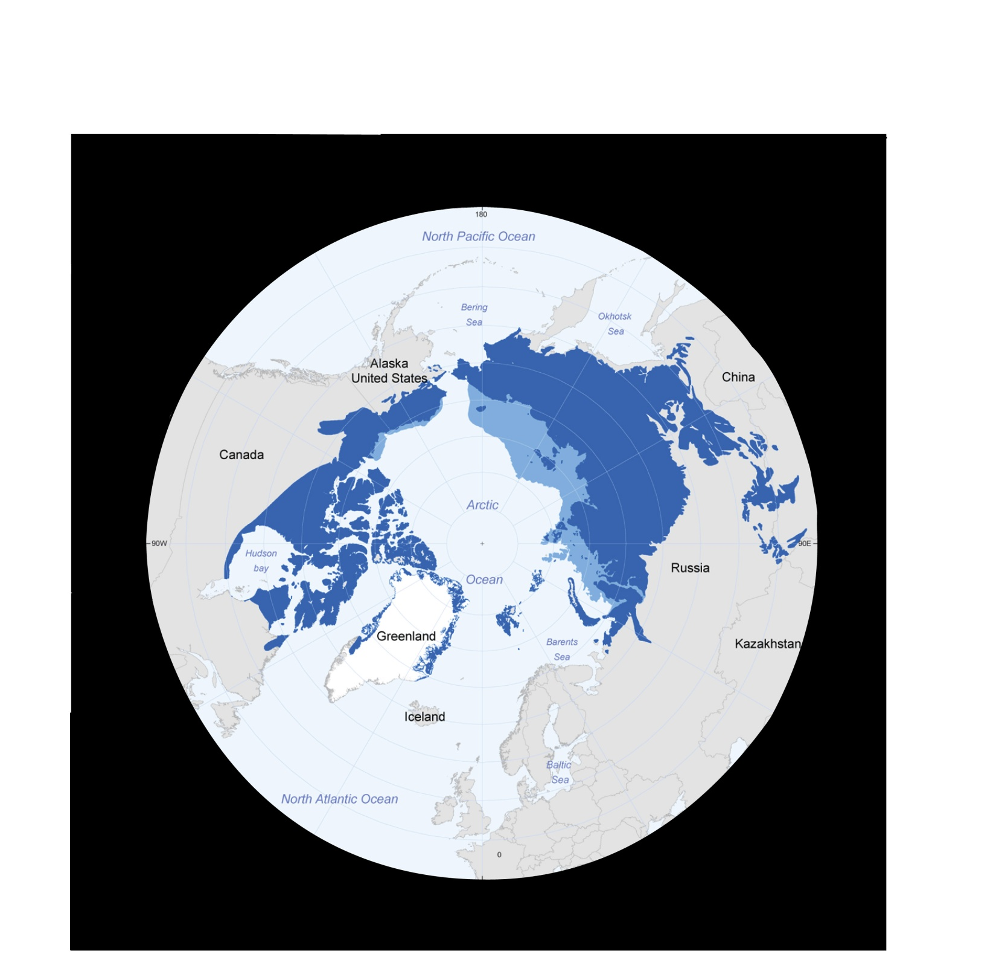 180
North Pacific Ocean
Bering
Sea
Okhotsk
Sea
Alaska
United States
China
Canada
Arctic
90W
90E
Hudson
bay
Russia
Ocean
Greenland
Barents
Sea
Kazakhstan
Iceland
Baltic
Sea
North Atlantic Ocean
0